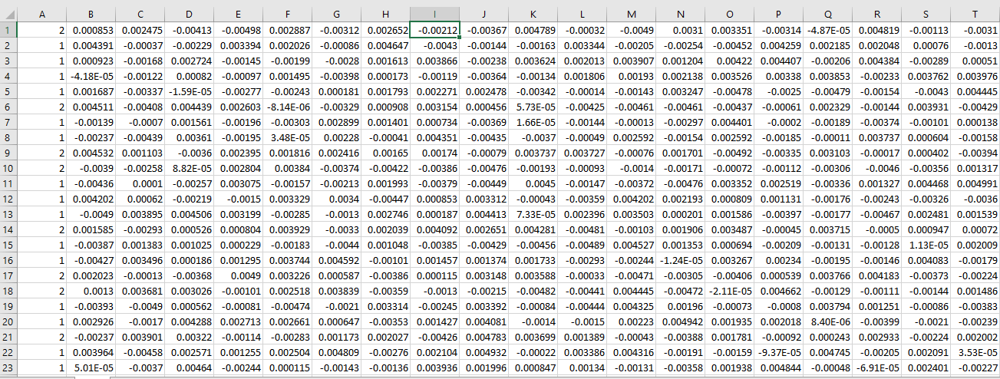 A B C D E F G H I J K L M N O P Q R S T
1 2 0.000853 0.002475 -0.00413 -0.00498 0.002887 -0.00312 0.002652 -0.00212 -0.00367 0.004789 -0.00032 -0.0049 0.0031 0.003351 -0.00314 -4.87E-05 0.004819 -0.00113 -0.0031
2 1 0.004391 -0.00037 -0.00229 0.003394 0.002026 -0.00086 0.004647 -0.0043 -0.00144 -0.00163 0.003344 -0.00205 -0.00254 -0.00452 0.004259 0.002185 0.002048 0.00076 -0.0013
3 1 0.000923 -0.00168 0.002724 -0.00145 -0.00199 -0.0028 0.001613 0.003866 -0.00238 0.003624 0.002013 0.003907 0.001204 0.00422 0.004407 -0.00206 0.004384 -0.00289 0.00051
4 1 -4.18E-05 -0.00122 0.00082 -0.00097 0.001495 -0.00398 0.000173 -0.00119 -0.00364 -0.00134 0.001806 0.00193 0.002138 0.003526 0.00338 0.003853 -0.00233 0.003762 0.003976
5 1 0.001687 -0.00337 -1.59E-05 -0.00277 -0.00243 0.000181 0.001793 0.002271 0.002478 -0.00342 -0.00014 -0.00143 0.003247 -0.00478 -0.0025 -0.00479 -0.00154 -0.0043 0.004445
6 2 0.004511 -0.00408 0.004439 0.002603 -8.14E-06 -0.00329 0.000908 0.003154 0.000456 5.73E-05 -0.00425 -0.00461 -0.00461 -0.00437 -0.00061 0.002329 -0.00144 0.003931 -0.00429
7 1 -0.00139 -0.0007 0.001561 -0.00196 -0.00303 0.002899 0.001401 0.000734 -0.00369 1.66E-05 -0.00144 -0.00013 -0.00297 0.004401 -0.0002 -0.00189 -0.00374 -0.00101 0.000138
8 1 -0.00237 -0.00439 0.00361 -0.00195 3.48E-05 0.00228 -0.00041 0.004351 -0.00435 -0.0037 -0.00049 0.002592 -0.00154 0.002592 -0.00185 -0.00011 0.003737 0.000604 -0.00158
9 2 0.004532 0.001103 -0.0036 0.002395 0.001816 0.002416 0.00165 0.00174 -0.00079 0.003737 0.003727 -0.00076 0.001701 -0.00492 -0.00335 0.003103 -0.00017 0.000402 -0.00394
10 2 -0.0039 -0.00258 8.82E-05 0.002804 0.00384 -0.00374 -0.00422 -0.00386 -0.00476 -0.00193 -0.00093 -0.0014 -0.00171 -0.00072 -0.00112 -0.00306 -0.0046 -0.00356 0.001317
11 1 -0.00436 0.0001 -0.00257 0.003075 -0.00157 -0.00213 0.001993 -0.00379 -0.00449 0.0045 -0.00147 -0.00372 -0.00476 0.003352 0.002519 -0.00336 0.001327 0.004468 0.004991
12 1 0.004202 0.00062 -0.00219 -0.0015 0.003329 0.0034 -0.00447 0.000853 0.003312 -0.00043 -0.00359 0.004202 0.002193 0.000809 0.001131 -0.00176 -0.00243 -0.00326 -0.0036
13 1 -0.0049 0.003895 0.004506 0.003199 -0.00285 -0.0013 0.002746 0.000187 0.004413 7.33E-05 0.002396 0.003503 0.000201 0.001586 -0.00397 -0.00177 -0.00467 0.002481 0.001539
14 2 0.001585 -0.00293 0.000526 0.000804 0.003929 -0.0033 0.002039 0.004092 0.002651 0.004281 -0.00481 -0.00103 0.001906 0.003487 -0.00045 0.003715 -0.0005 0.000947 0.00072
15 1 -0.00387 0.001383 0.001025 0.000229 -0.00183 -0.0044 0.001048 -0.00385 -0.00429 -0.00456 -0.00489 0.004527 0.001353 0.000694 -0.00209 -0.00131 -0.00128 1.13E-05 0.002009
16 1 -0.00427 0.003496 0.000186 0.001295 0.003744 0.004592 -0.00101 0.001457 0.001374 0.001733 -0.00293 -0.00244 -1.24E-05 0.003267 0.00234 -0.00195 -0.00146 0.004083 -0.00179
17 2 0.002023 -0.00013 -0.00368 0.0049 0.003226 0.000587 -0.00386 0.000115 0.003148 0.003588 -0.00033 -0.00471 -0.00305 -0.00406 0.000539 0.003766 0.004183 -0.00373 -0.00224
18 2 0.0013 0.003681 0.003026 -0.00101 0.002518 0.003839 -0.00359 -0.0013 -0.00215 -0.00482 -0.00441 0.004445 -0.00472 -2.11E-05 0.004662 -0.00129 -0.00111 -0.00144 0.001486
19 1 -0.00393 -0.0049 0.000562 -0.00081 -0.00474 -0.0021 0.003314 -0.00245 0.003392 -0.00084 -0.00444 0.004325 0.00196 -0.00073 -0.0008 0.003794 0.001251 -0.00086 -0.00383
20 1 0.002926 -0.0017 0.004288 0.002713 0.002661 0.000647 -0.00353 0.001427 0.004081 -0.0014 -0.0015 0.00223 0.004942 0.001935 0.002018 8.40E-06 -0.00399 -0.0021 -0.00239
21 2 -0.00237 0.003901 0.00322 -0.00114 -0.00283 0.001173 0.002027 -0.00426 0.004783 0.003699 0.001389 -0.00043 -0.00388 0.001781 -0.00092 0.000243 0.002933 -0.00224 0.002002
22 1 0.003964 -0.00458 0.002571 0.001255 0.002504 0.004809 -0.00276 0.002104 0.004932 -0.00022 0.003386 0.004316 -0.00191 -0.00159 -9.37E-05 0.004745 -0.00205 0.002091 3.53E-05
23 1 5.01E-05 -0.0037 0.00464 -0.00244 0.000115 -0.00143 -0.00136 0.003936 0.001996 0.000847 0.00134 -0.00131 -0.00358 0.001938 0.004844 -0.00048 -6.91E-05 0.002401 -0.00227